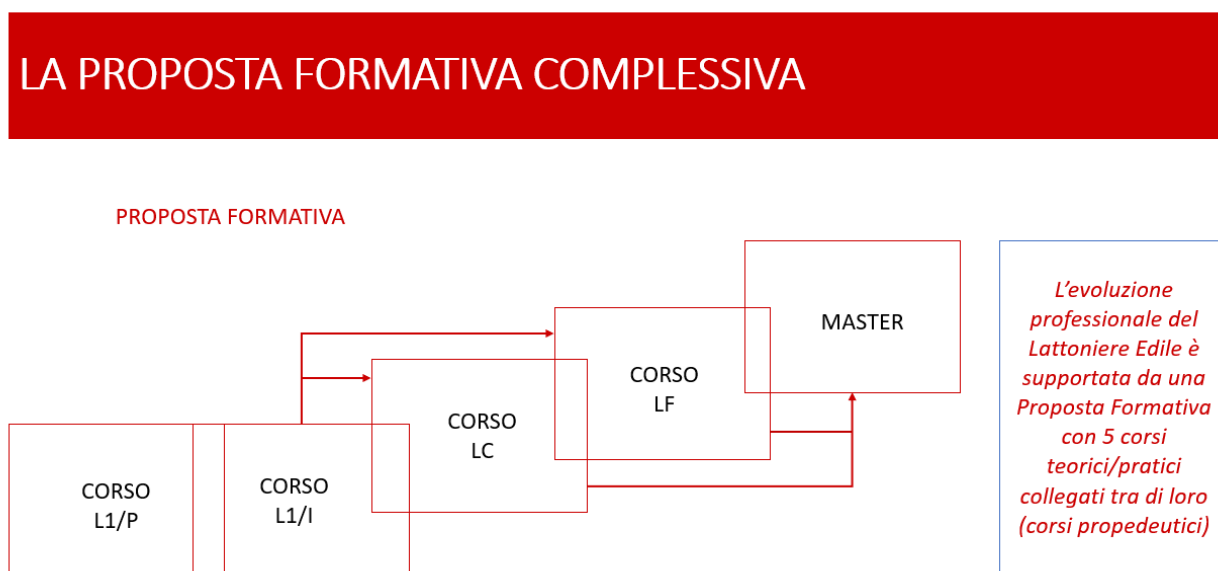 LA PROPOSTA FORMATIVA COMPLESSIVA
PROPOSTA FORMATIVA
CORSO
L1/P
CORSO
L1/I
CORSO
LC
CORSO
LF
MASTER
L’evoluzione
professionale del
Lattoniere Edile è
supportata da una
Proposta Formativa
con 5 corsi
teorici/pratici
collegati tra di loro
(corsi propedeutici)